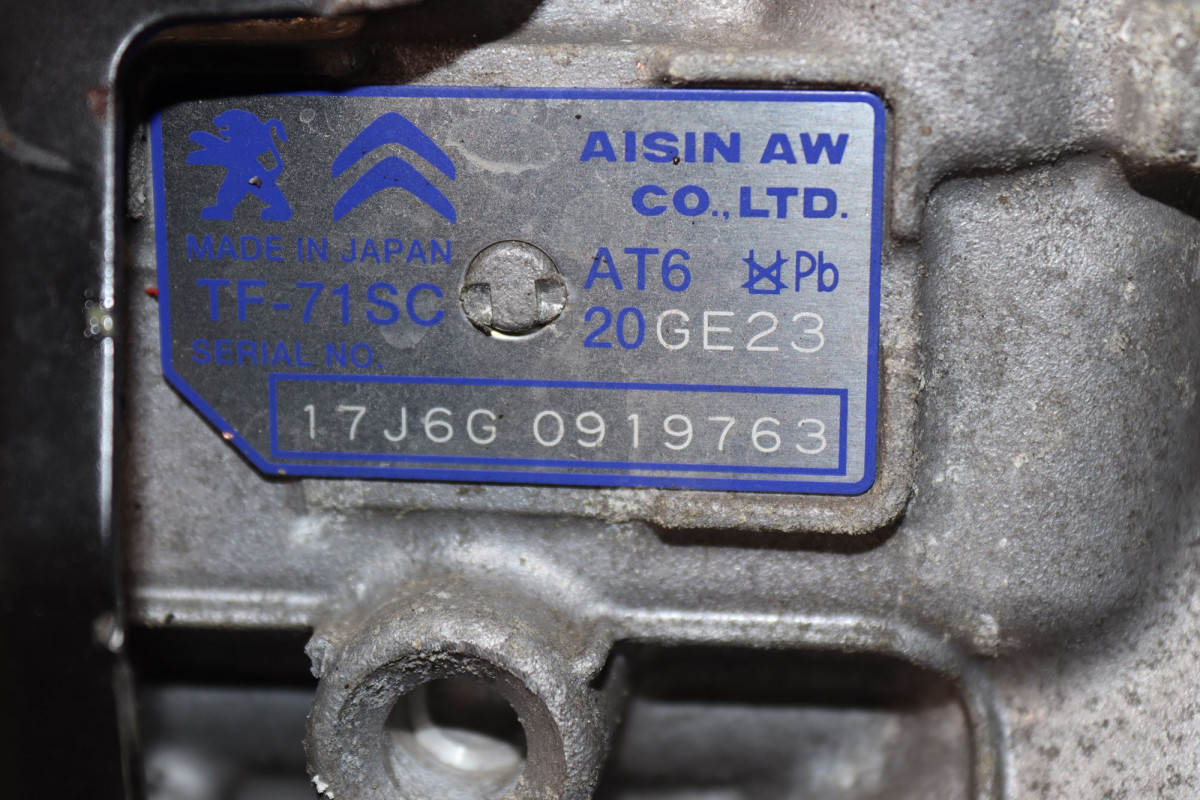 AISIN AW
CO.,LTD.
MADE IN JAPAN
TF-71SC
AT6 Pb
20GE23
SERIAL NO.
17J6G 0919763